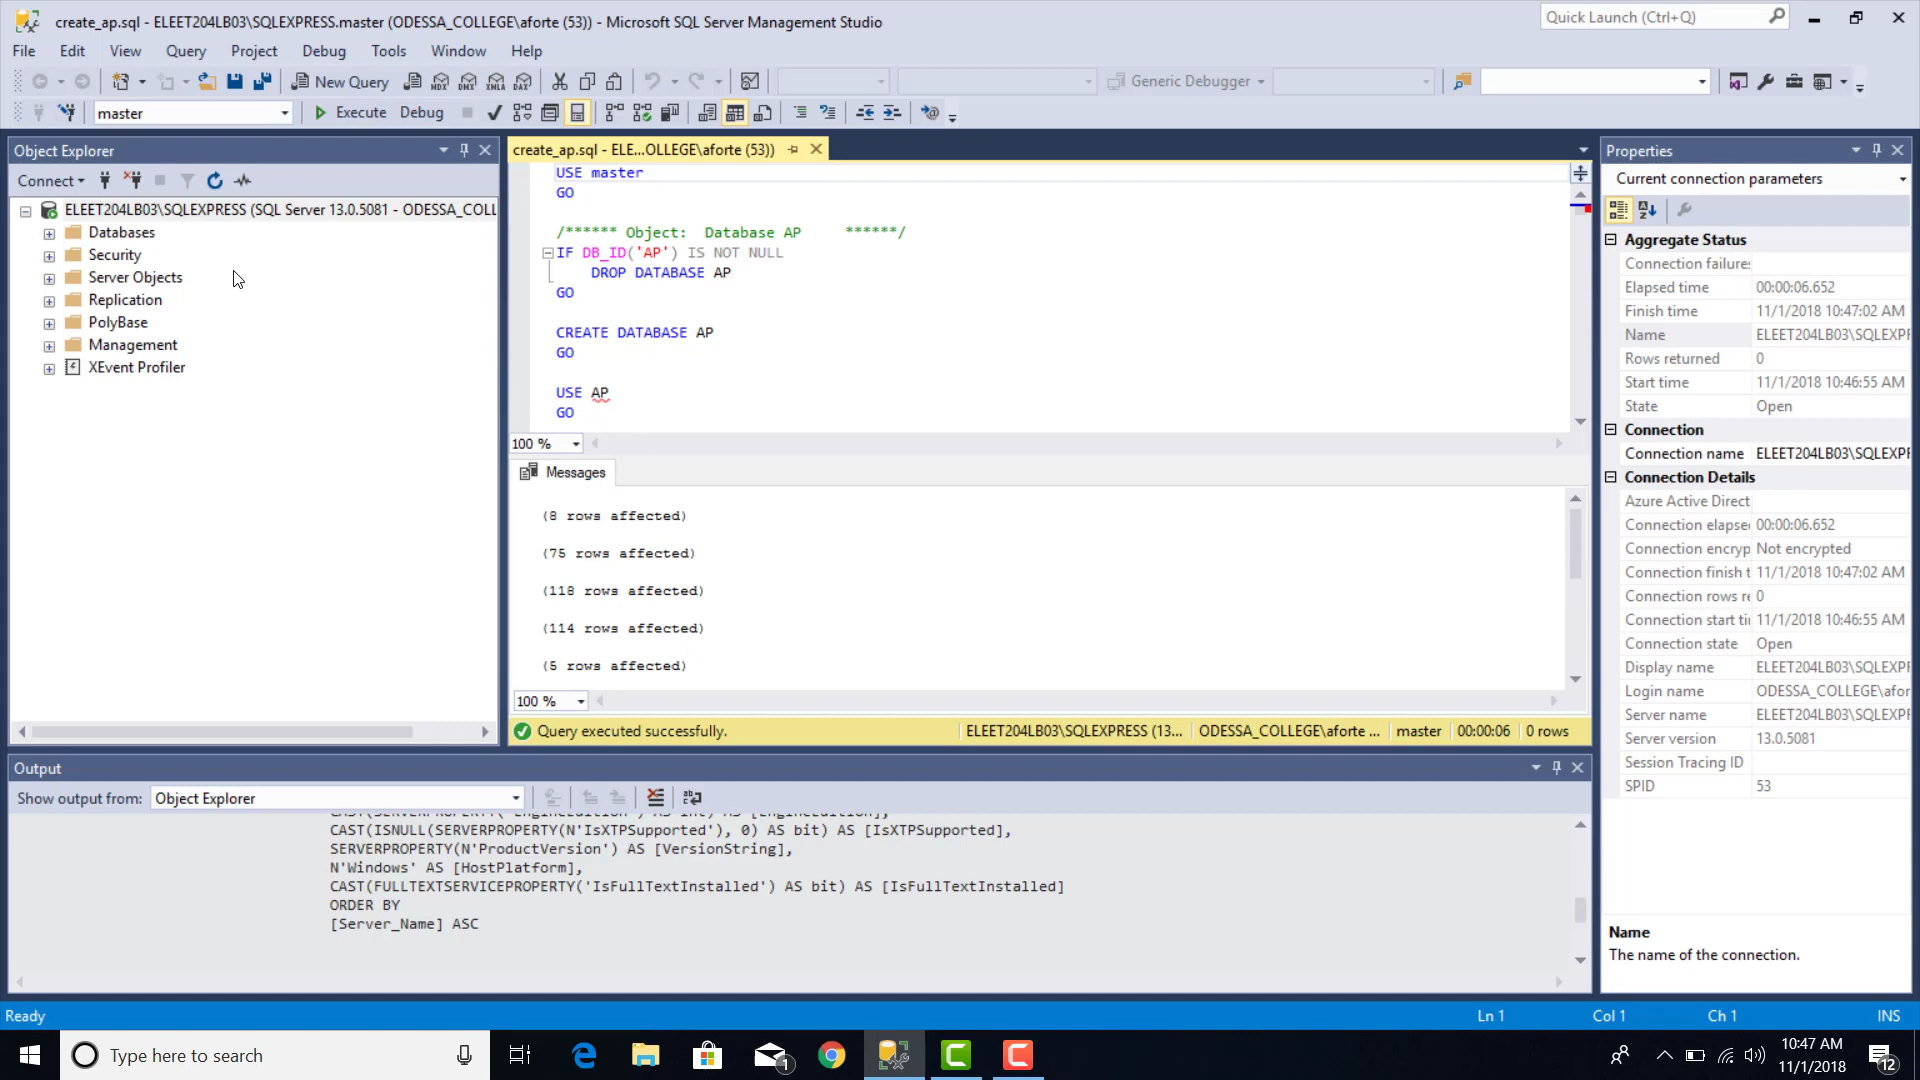 create_ap.sql - ELEET204LB03\SQLEXPRESS.master (ODESSA_COLLEGE\aforte (53)) - Microsoft SQL Server Management Studio
Quick Launch (Ctrl+Q)
File Edit View Query Project Debug Tools Window Help
New Query
MDX DMX XMLA DAX
Generic Debugger
master
Execute Debug
Object Explorer
Connect
ELEET204LB03\SQLEXPRESS (SQL Server 13.0.5081 - ODESSA_COLL
Databases
Security
Server Objects
Replication
PolyBase
Management
XEvent Profiler
create_ap.sql - ELE...OLLEGE\aforte (53))
USE master
GO
/****** Object:  Database AP     ******/
IF DB_ID('AP') IS NOT NULL
DROP DATABASE AP
GO
CREATE DATABASE AP
GO
USE AP
GO
100 %
Messages
(8 rows affected)
(75 rows affected)
(118 rows affected)
(114 rows affected)
(5 rows affected)
100 %
Query executed successfully.
ELEET204LB03\SQLEXPRESS (13... ODESSA_COLLEGE\aforte ... master 00:00:06 0 rows
Properties
Current connection parameters
Aggregate Status
Connection failures
Elapsed time 00:00:06.652
Finish time 11/1/2018 10:47:02 AM
Name ELEET204LB03\SQLEXPR
Rows returned 0
Start time 11/1/2018 10:46:55 AM
State Open
Connection
Connection name ELEET204LB03\SQLEXPR
Connection Details
Azure Active Direct
Connection elapse 00:00:06.652
Connection encryp Not encrypted
Connection finish t 11/1/2018 10:47:02 AM
Connection rows re 0
Connection start ti 11/1/2018 10:46:55 AM
Connection state Open
Display name ELEET204LB03\SQLEXPR
Login name ODESSA_COLLEGE\afor
Server name ELEET204LB03\SQLEXPR
Server version 13.0.5081
Session Tracing ID
SPID 53
Name
The name of the connection.
Output
Show output from: Object Explorer
CAST(ISNULL(SERVERPROPERTY(N'IsXTPSupported'), 0) AS bit) AS [IsXTPSupported],
SERVERPROPERTY(N'ProductVersion') AS [VersionString],
N'Windows' AS [HostPlatform],
CAST(FULLTEXTSERVICEPROPERTY('IsFullTextInstalled') AS bit) AS [IsFullTextInstalled]
ORDER BY
[Server_Name] ASC
Ready
Ln 1 Col 1 Ch 1 INS
Type here to search
1
10:47 AM
11/1/2018
12